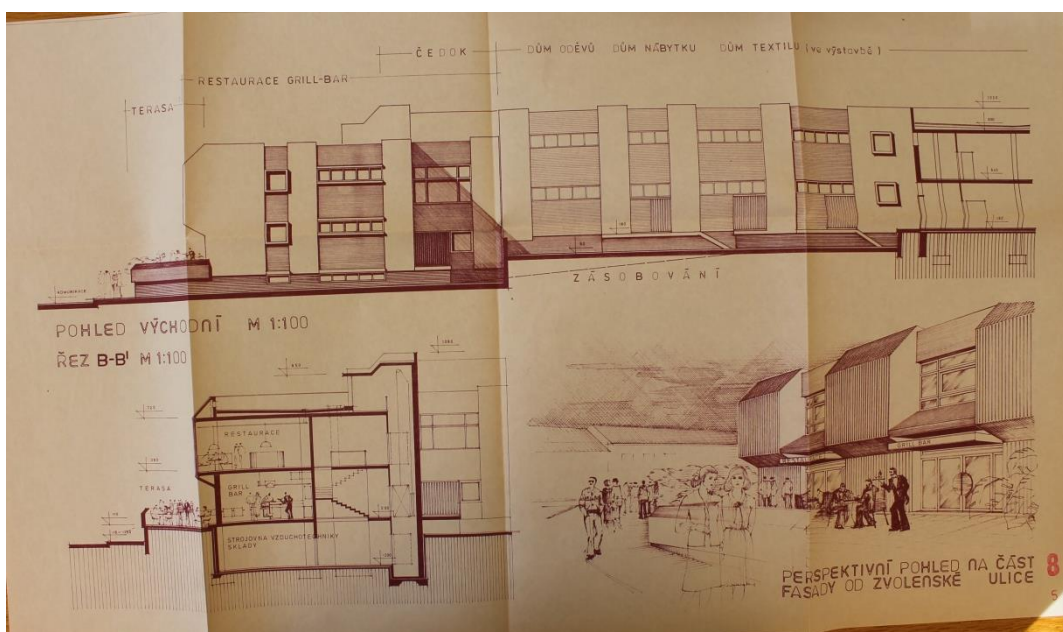 ČEDOK
DŮM ODĚVŮ DŮM NÁBYTKU DŮM TEXTILU (ve výstavbě)
RESTAURACE GRILL-BAR
TERASA
ZÁSOBOVÁNÍ
POHLED VÝCHODNÍ M 1:100
ŘEZ B-B' M 1:100
RESTAURACE
TERASA
GRILL
BAR
STROJOVNA VZDUCHOTECHNIKY
SKLADY
GRILL BAR
PERSPEKTIVNÍ POHLED NA ČÁST
FASADY OD ZVOLENSKÉ ULICE
8
5